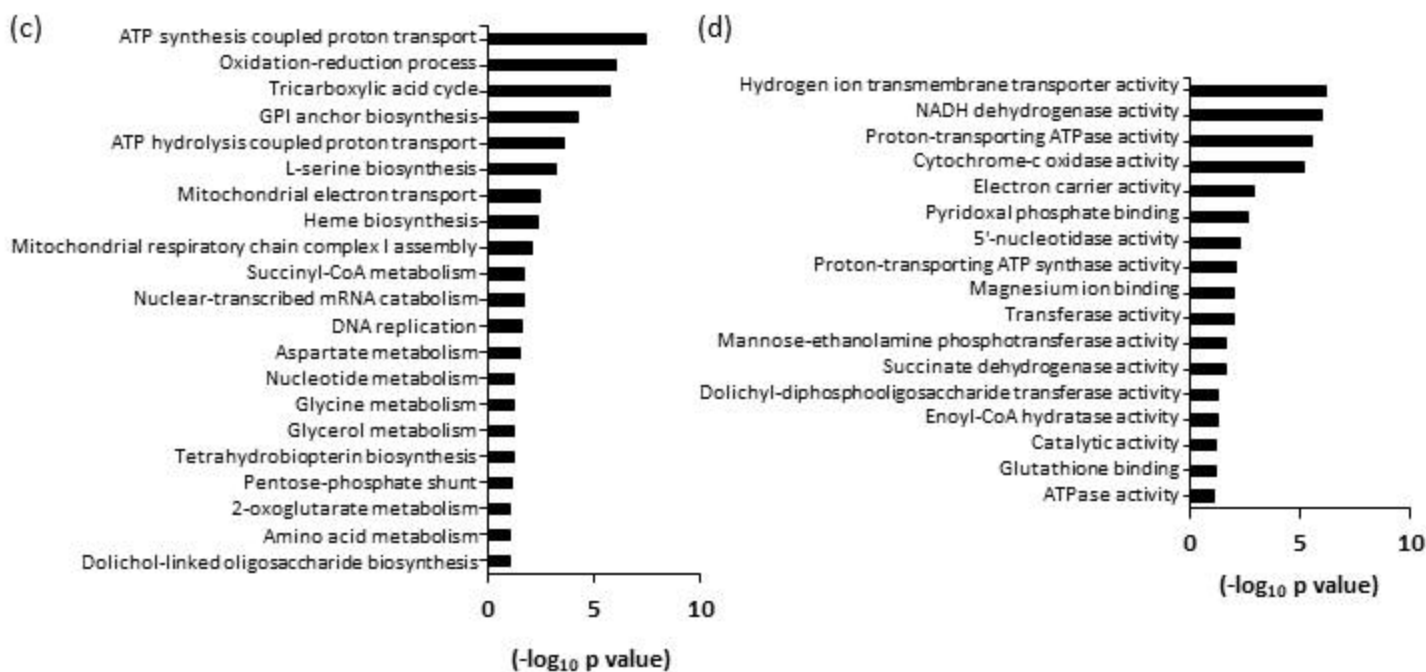 (c)
ATP synthesis coupled proton transport
Oxidation-reduction process
Tricarboxylic acid cycle
GPI anchor biosynthesis
ATP hydrolysis coupled proton transport
L-serine biosynthesis
Mitochondrial electron transport
Heme biosynthesis
Mitochondrial respiratory chain complex I assembly
Succinyl-CoA metabolism
Nuclear-transcribed mRNA catabolism
DNA replication
Aspartate metabolism
Nucleotide metabolism
Glycine metabolism
Glycerol metabolism
Tetrahydrobiopterin biosynthesis
Pentose-phosphate shunt
2-oxoglutarate metabolism
Amino acid metabolism
Dolichol-linked oligosaccharide biosynthesis
0 5 10
(-log₁₀ p value)
(d)
Hydrogen ion transmembrane transporter activity
NADH dehydrogenase activity
Proton-transporting ATPase activity
Cytochrome-c oxidase activity
Electron carrier activity
Pyridoxal phosphate binding
5'-nucleotidase activity
Proton-transporting ATP synthase activity
Magnesium ion binding
Transferase activity
Mannose-ethanolamine phosphotransferase activity
Succinate dehydrogenase activity
Dolichyl-diphosphooligosaccharide transferase activity
Enoyl-CoA hydratase activity
Catalytic activity
Glutathione binding
ATPase activity
0 5 10
(-log₁₀ p value)